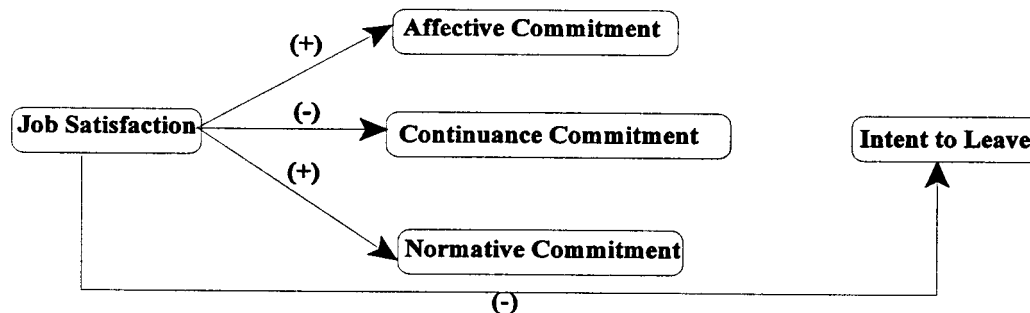 Affective Commitment
(+)
Job Satisfaction
(-)
Continuance Commitment
Intent to Leave
(+)
Normative Commitment
(-)